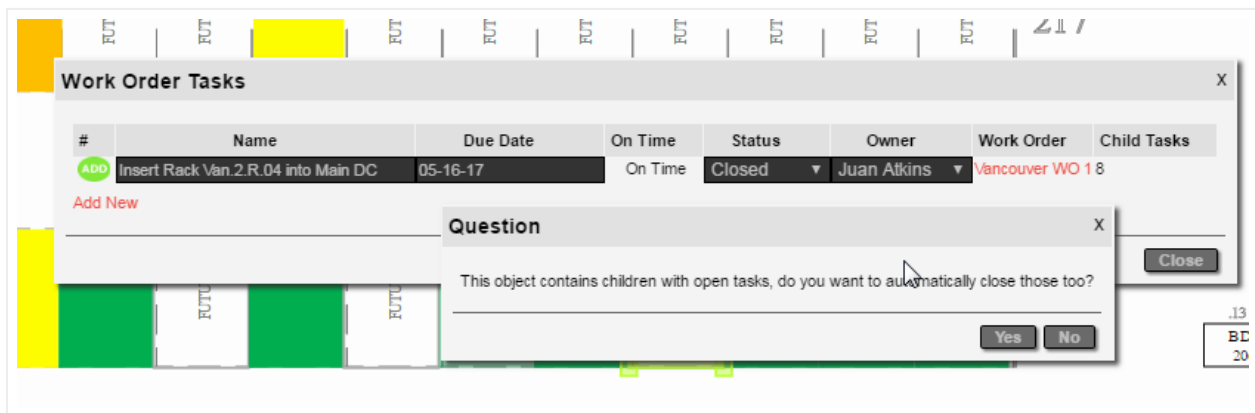 FUT FUT FUT FUT FUT FUT FUT FUT FUT
217
Work Order Tasks X
# Name Due Date On Time Status Owner Work Order Child Tasks
ADD Insert Rack Van.2.R.04 into Main DC 05-16-17 On Time Closed Juan Atkins Vancouver WO 1 8
Add New
Question X
Close
This object contains children with open tasks, do you want to automatically close those too?
FUTU FUTU
Yes No
.13
BD
20